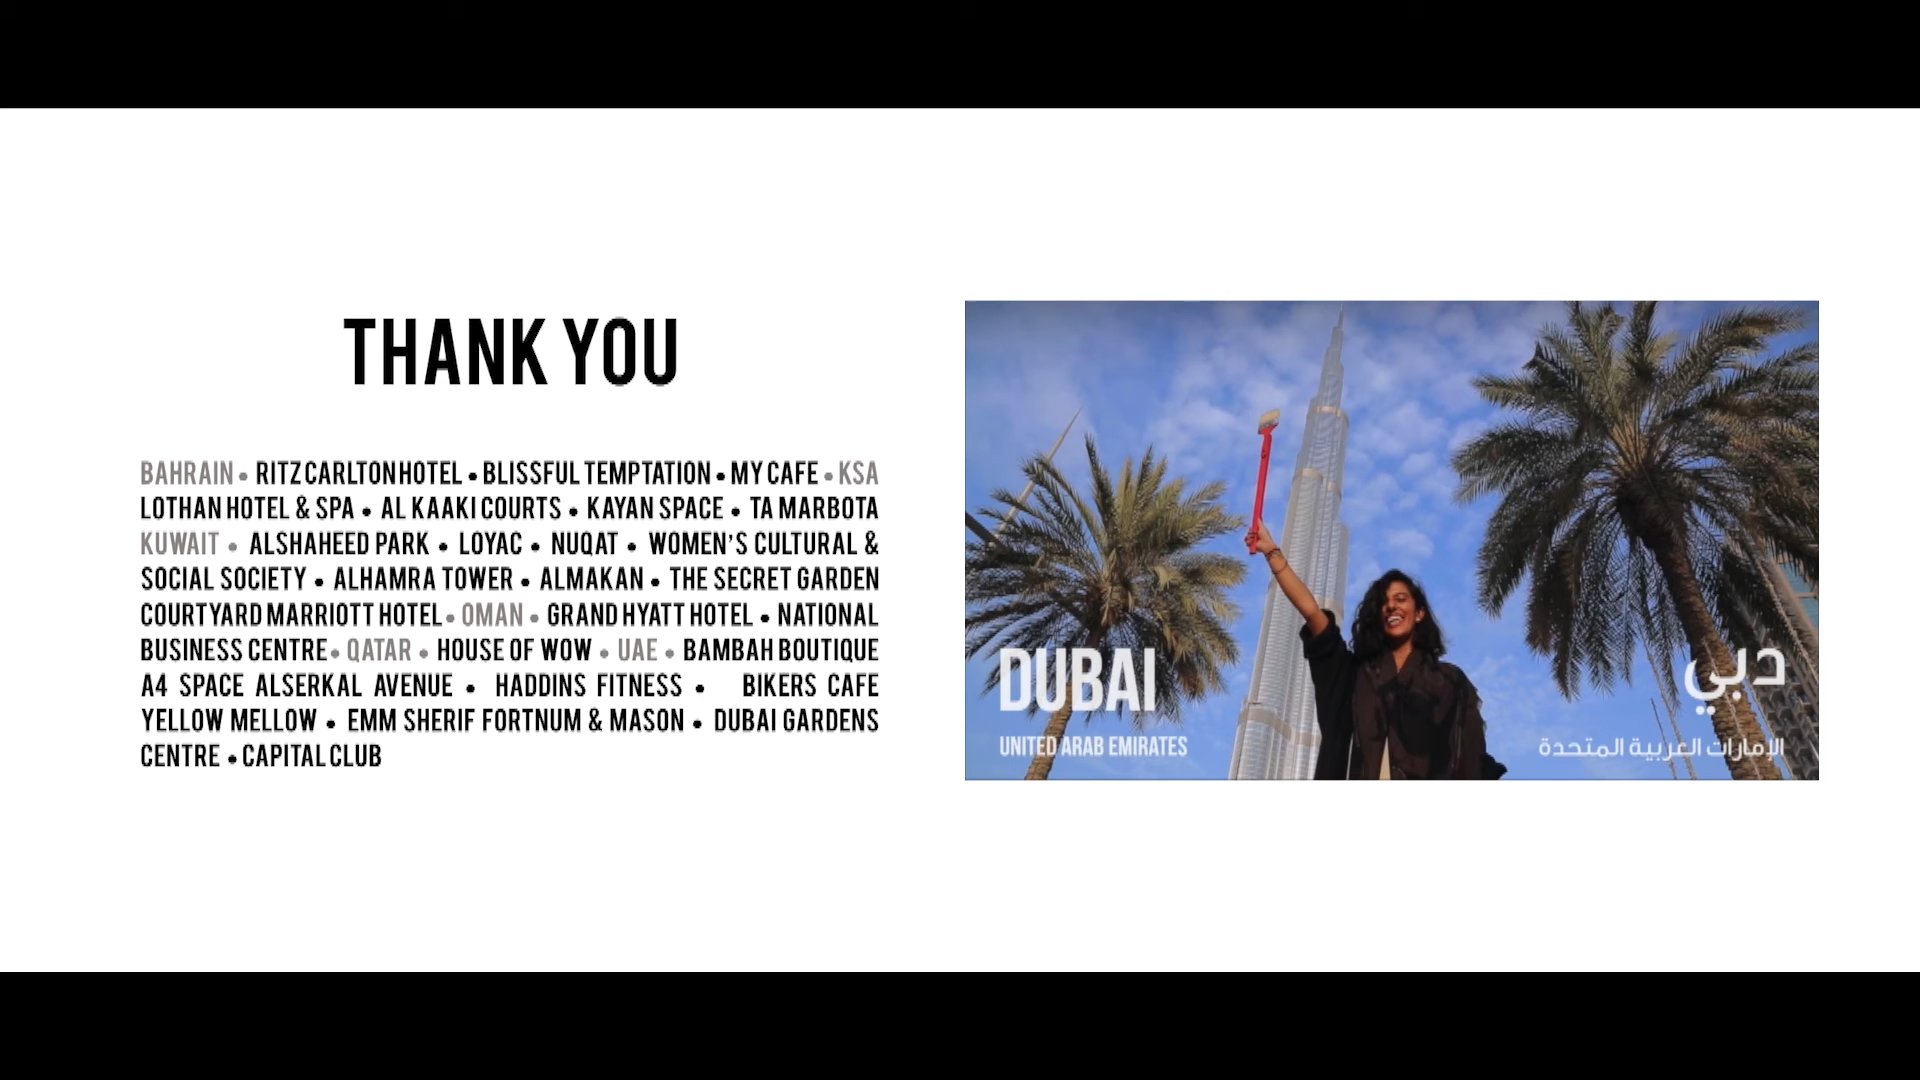 THANK YOU
BAHRAIN • RITZ CARLTON HOTEL • BLISSFUL TEMPTATION • MY CAFE • KSA
LOTHAN HOTEL & SPA • AL KAAKI COURTS • KAYAN SPACE • TA MARBOTA
KUWAIT • ALSHAHEED PARK • LOYAC • NUQAT • WOMEN'S CULTURAL &
SOCIAL SOCIETY • ALHAMRA TOWER • ALMAKAN • THE SECRET GARDEN
COURTYARD MARRIOTT HOTEL • OMAN • GRAND HYATT HOTEL • NATIONAL
BUSINESS CENTRE • QATAR • HOUSE OF WOW • UAE • BAMBAH BOUTIQUE
A4 SPACE ALSERKAL AVENUE • HADDINS FITNESS • BIKERS CAFE
YELLOW MELLOW • EMM SHERIF FORTNUM & MASON • DUBAI GARDENS
CENTRE • CAPITAL CLUB
DUBAI
UNITED ARAB EMIRATES
دبي
الإمارات العربية المتحدة